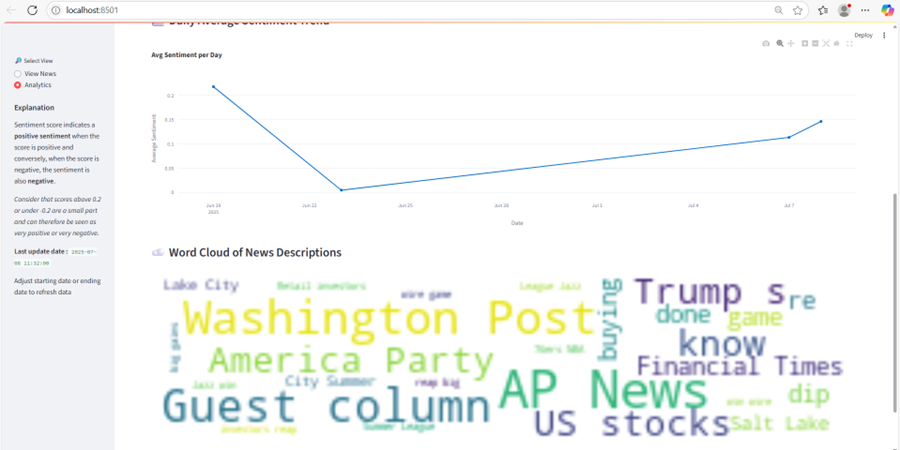 localhost:8501
Daily Average Sentiment Trend
Deploy
Select View
View News
Analytics
Explanation
Sentiment score indicates a
positive sentiment when the
score is positive and
conversely, when the score is
negative, the sentiment is
also negative.
Consider that scores above 0.2
or under -0.2 are a small part
and can therefore be seen as
very positive or very negative.
Last update date : 2025-07-
08 11:32:00
Adjust starting date or ending
date to refresh data
Avg Sentiment per Day
Average Sentiment
0.2
0.15
0.1
0.05
0
2025
Jun 22
Jun 25
Jun 28
Jul 1
Jul 4
Jul 7
Date
Word Cloud of News Descriptions
Lake City
Retail investors
wire game
League Jazz
buying
Trump s
re
Washington Post
done
game
big gains
America Party
76ers NBA
know
Financial Times
Jazz win
City Summer
reap big
AP News
win wire
dip
Guest column
investors reap
Summer League
US stocks
Salt Lake